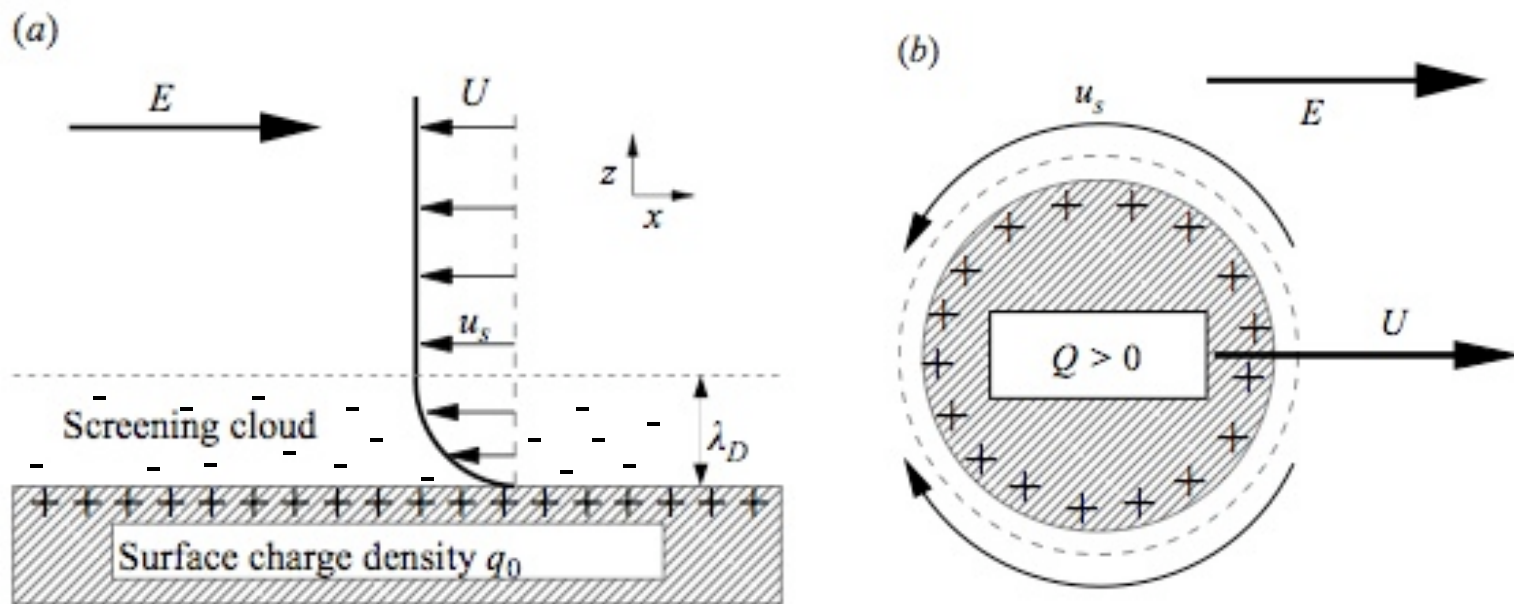 (a)
E
U
z
x
u_s
Screening cloud
λ_D
Surface charge density q_0
(b)
u_s
E
U
Q > 0